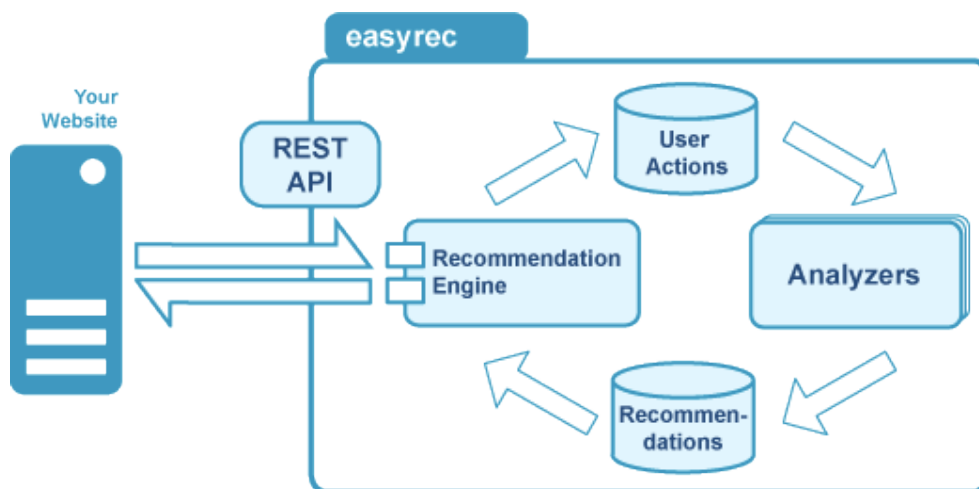 easyrec
Your
Website
REST
API
User
Actions
Recommendation
Engine
Analyzers
Recommen-
dations